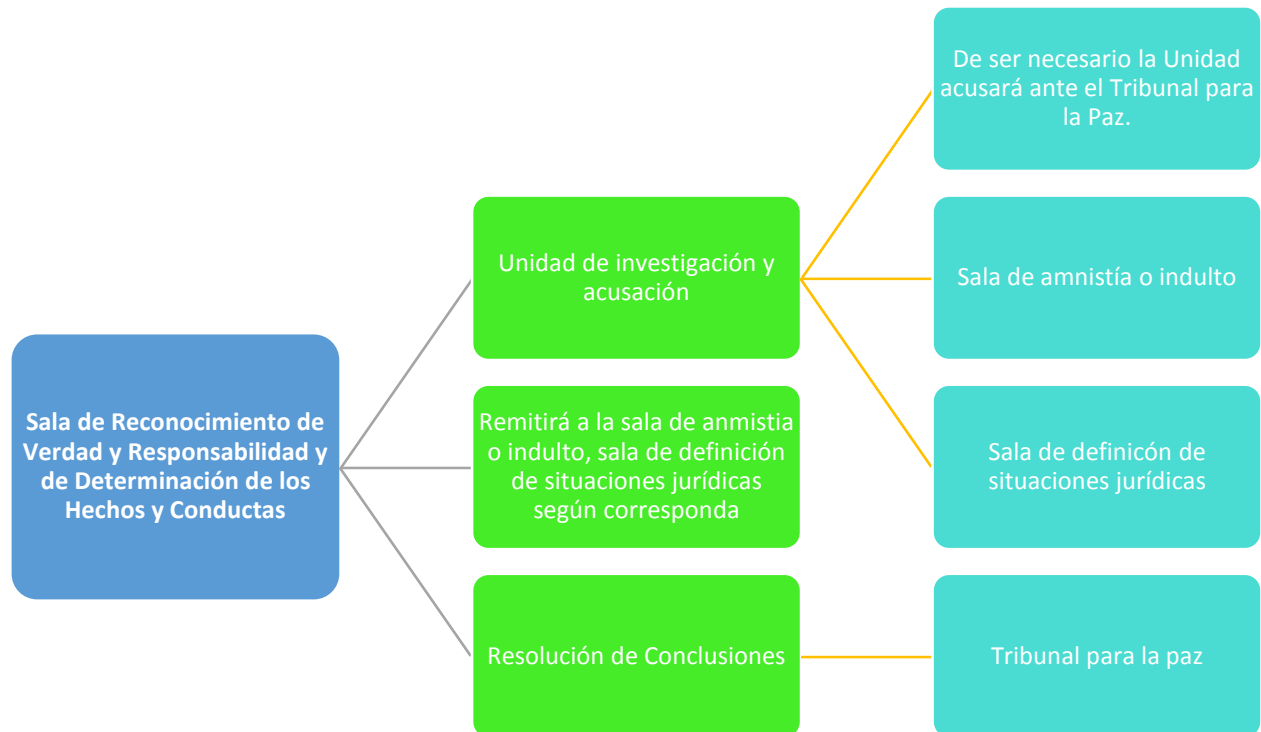 Sala de Reconocimiento de
Verdad y Responsabilidad y
de Determinación de los
Hechos y Conductas
Unidad de investigación y
acusación
Remitirá a la sala de anmistia
o indulto, sala de definición
de situaciones jurídicas
según corresponda
Resolución de Conclusiones
De ser necesario la Unidad
acusará ante el Tribunal para
la Paz.
Sala de amnistía o indulto
Sala de definicón de
situaciones jurídicas
Tribunal para la paz